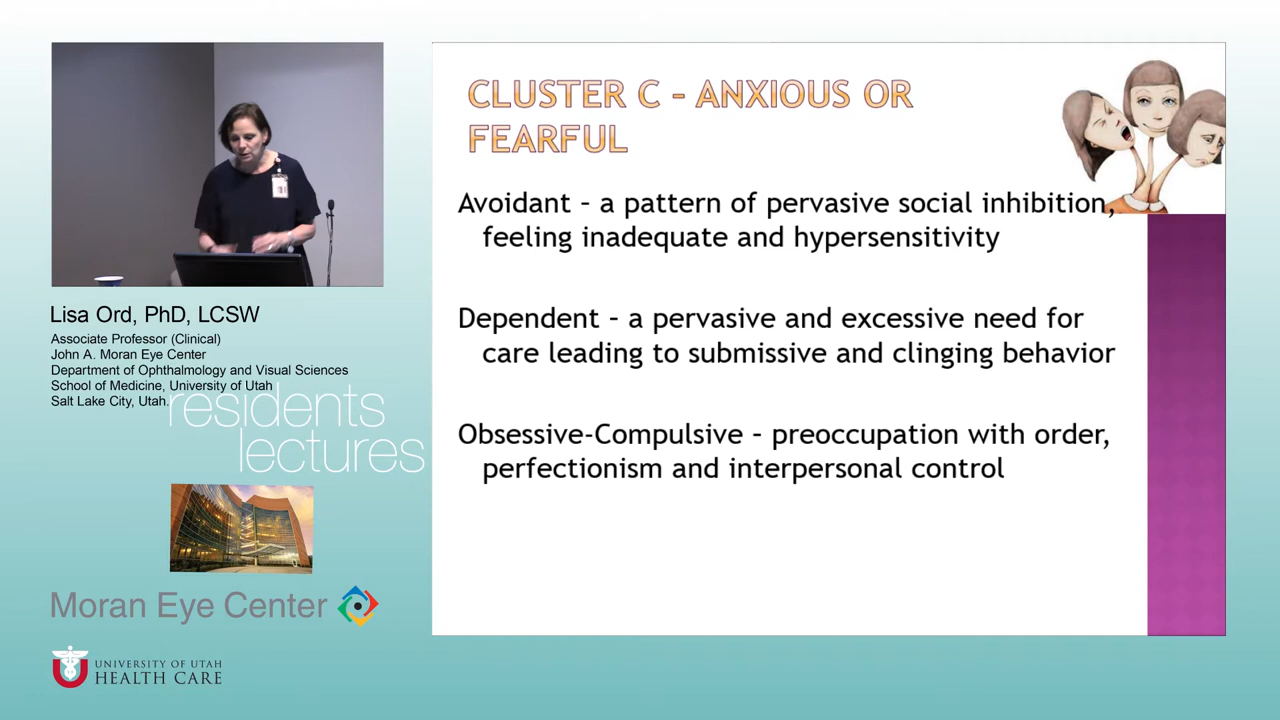 Lisa Ord, PhD, LCSW
Associate Professor (Clinical)
John A. Moran Eye Center
Department of Ophthalmology and Visual Sciences
School of Medicine, University of Utah
Salt Lake City, Utah.
residents
lectures
Moran Eye Center
UNIVERSITY OF UTAH
HEALTH CARE
CLUSTER C – ANXIOUS OR
FEARFUL
Avoidant – a pattern of pervasive social inhibition,
feeling inadequate and hypersensitivity
Dependent – a pervasive and excessive need for
care leading to submissive and clinging behavior
Obsessive-Compulsive – preoccupation with order,
perfectionism and interpersonal control